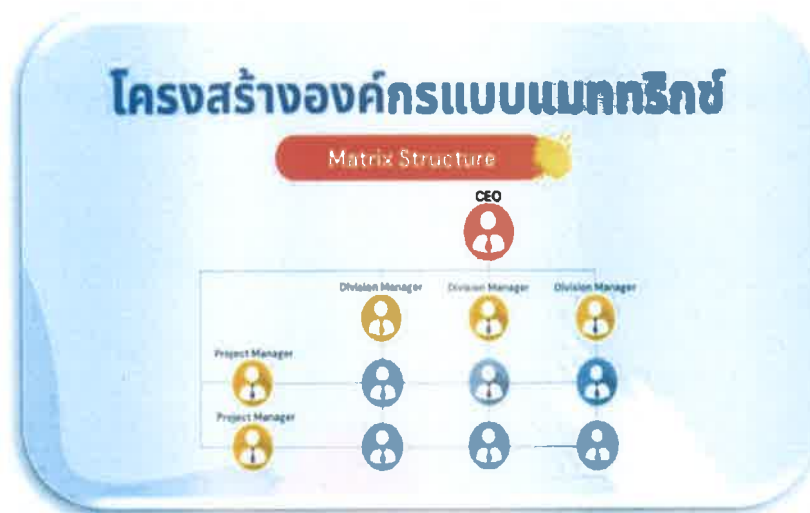 โครงสร้างองค์กรแบบแมททริกซ์
Matrix Structure
CEO
Division Manager Division Manager Division Manager
Project Manager
Project Manager